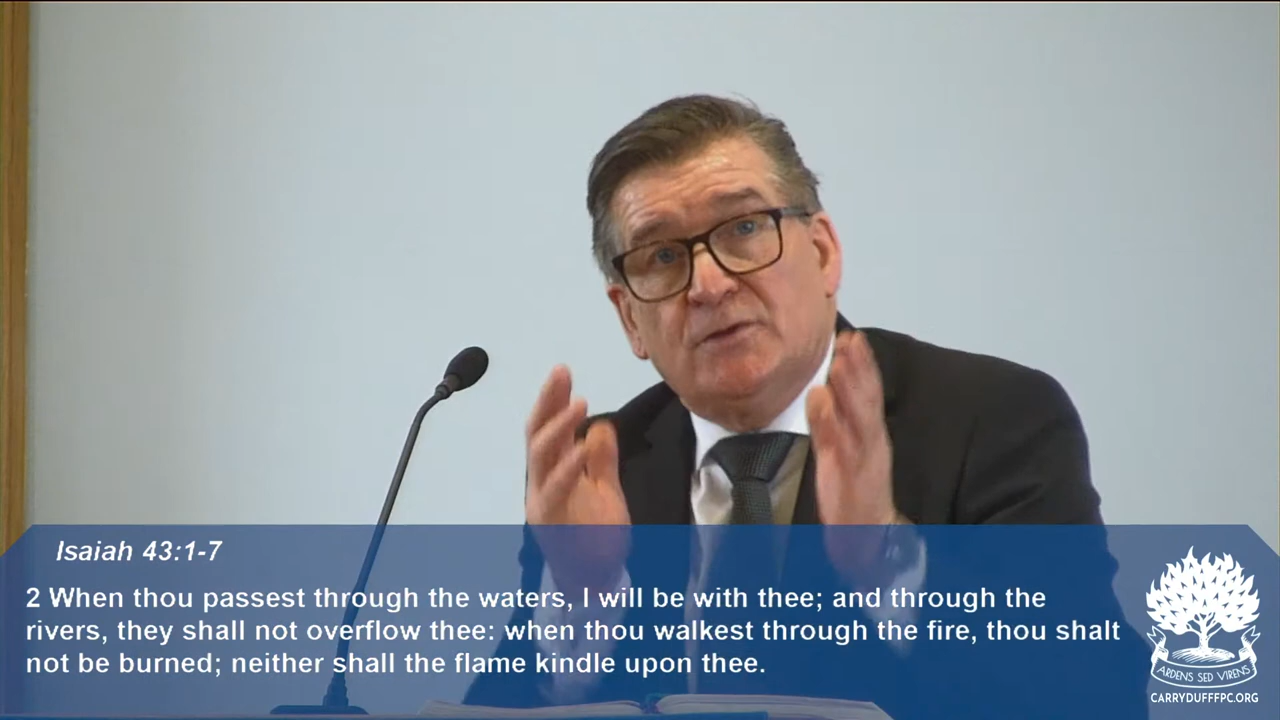 Isaiah 43:1-7
2 When thou passest through the waters, I will be with thee; and through the
rivers, they shall not overflow thee: when thou walkest through the fire, thou shalt
not be burned; neither shall the flame kindle upon thee.
ARDENS SED VIRENS
CARRYDUFFFPC.ORG